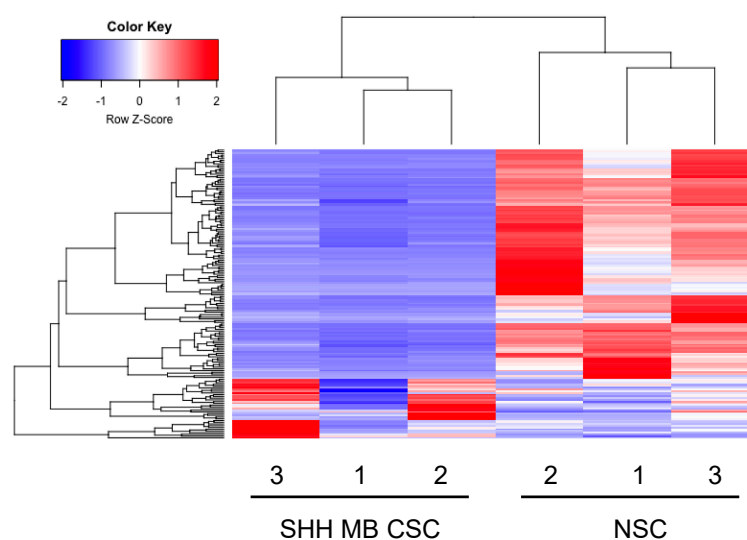 Color Key
-2 -1 0 1 2
Row Z-Score
3 1 2 2 1 3
SHH MB CSC NSC